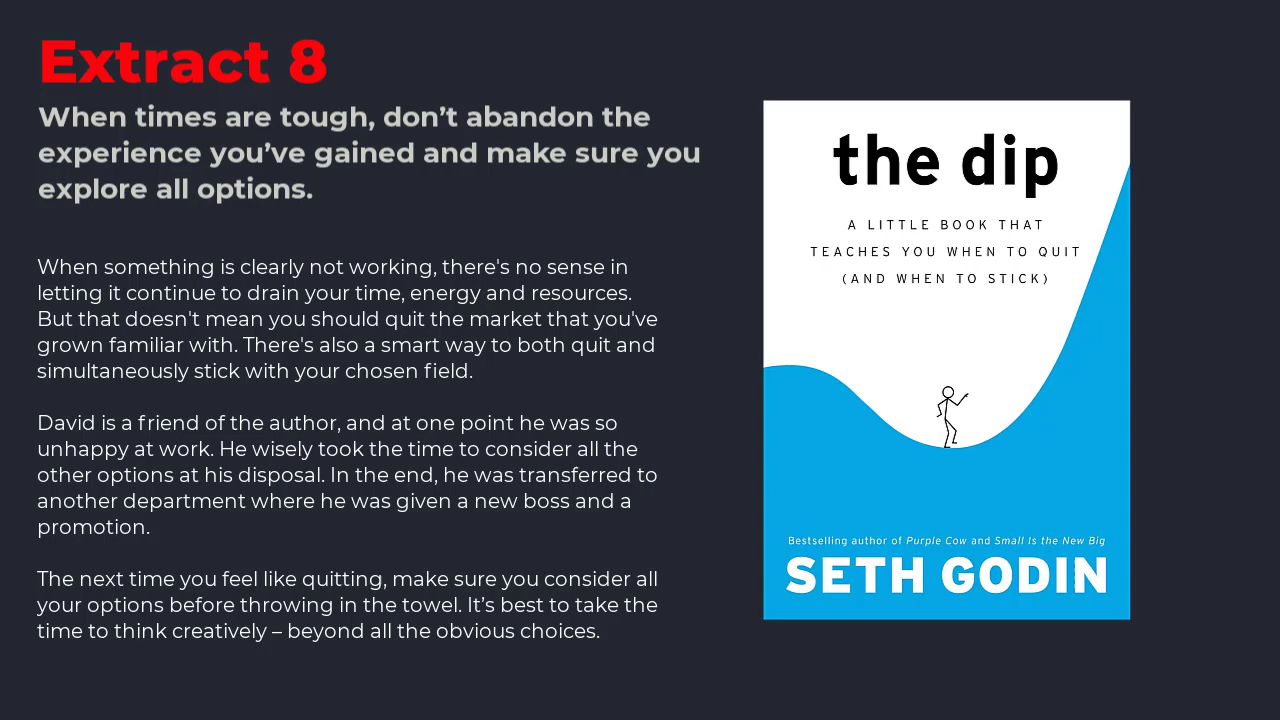 Extract 8
When times are tough, don’t abandon the
experience you’ve gained and make sure you
explore all options.
When something is clearly not working, there's no sense in
letting it continue to drain your time, energy and resources.
But that doesn't mean you should quit the market that you've
grown familiar with. There's also a smart way to both quit and
simultaneously stick with your chosen field.
David is a friend of the author, and at one point he was so
unhappy at work. He wisely took the time to consider all the
other options at his disposal. In the end, he was transferred to
another department where he was given a new boss and a
promotion.
The next time you feel like quitting, make sure you consider all
your options before throwing in the towel. It’s best to take the
time to think creatively – beyond all the obvious choices.
the dip
A LITTLE BOOK THAT
TEACHES YOU WHEN TO QUIT
(AND WHEN TO STICK)
Bestselling author of Purple Cow and Small Is the New Big
SETH GODIN